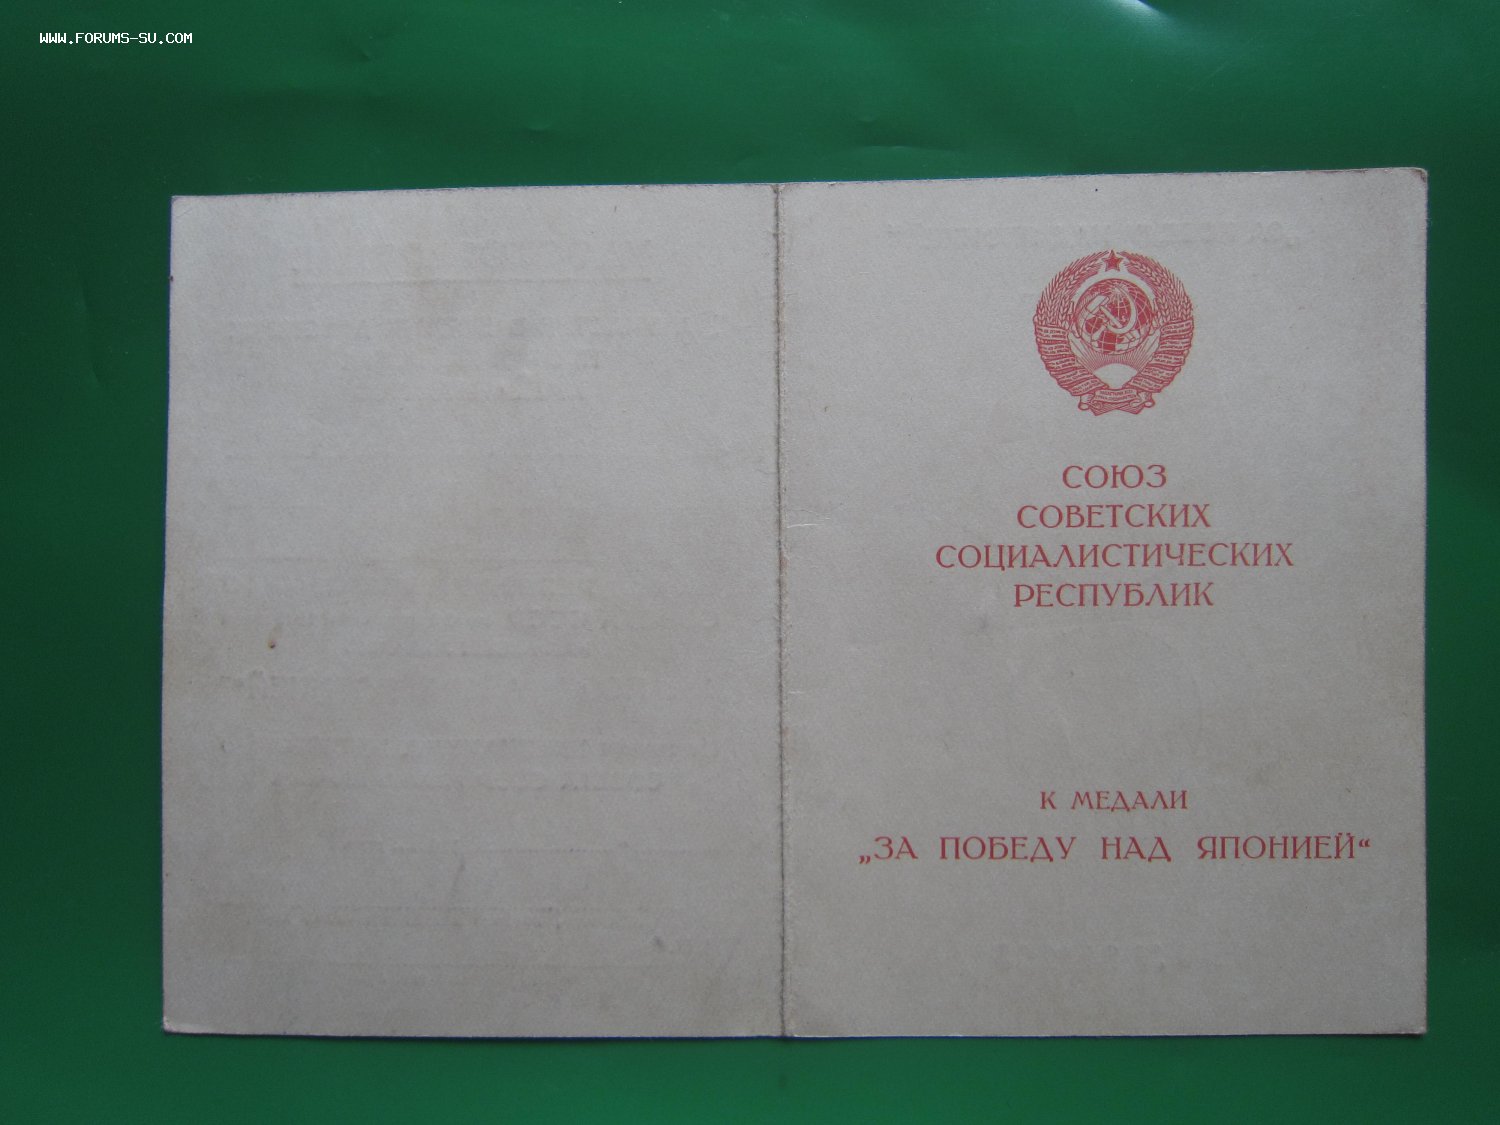 WWW.FORUMS-SU.COM
СОЮЗ
СОВЕТСКИХ
СОЦИАЛИСТИЧЕСКИХ
РЕСПУБЛИК
К МЕДАЛИ
„ЗА ПОБЕДУ НАД ЯПОНИЕЙ“